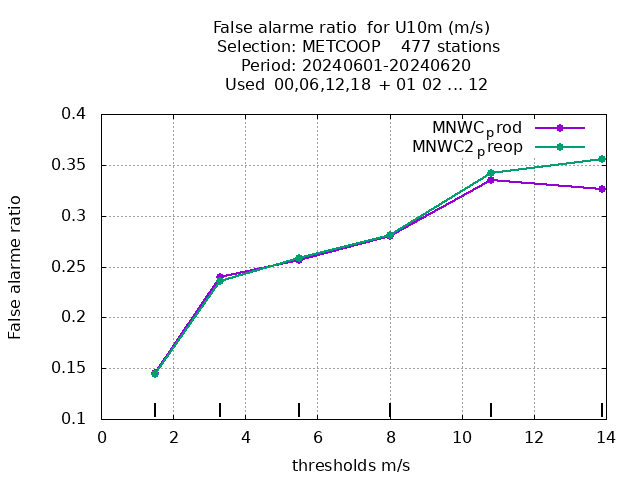 False alarme ratio  for U10m (m/s)
Selection: METCOOP    477 stations
Period: 20240601-20240620
Used  00,06,12,18  + 01 02 ... 12
0.4
MNWC_prod
MNWC2_preop
0.35
0.3
0.25
0.2
0.15
0.1
False alarme ratio
0 2 4 6 8 10 12 14
thresholds m/s